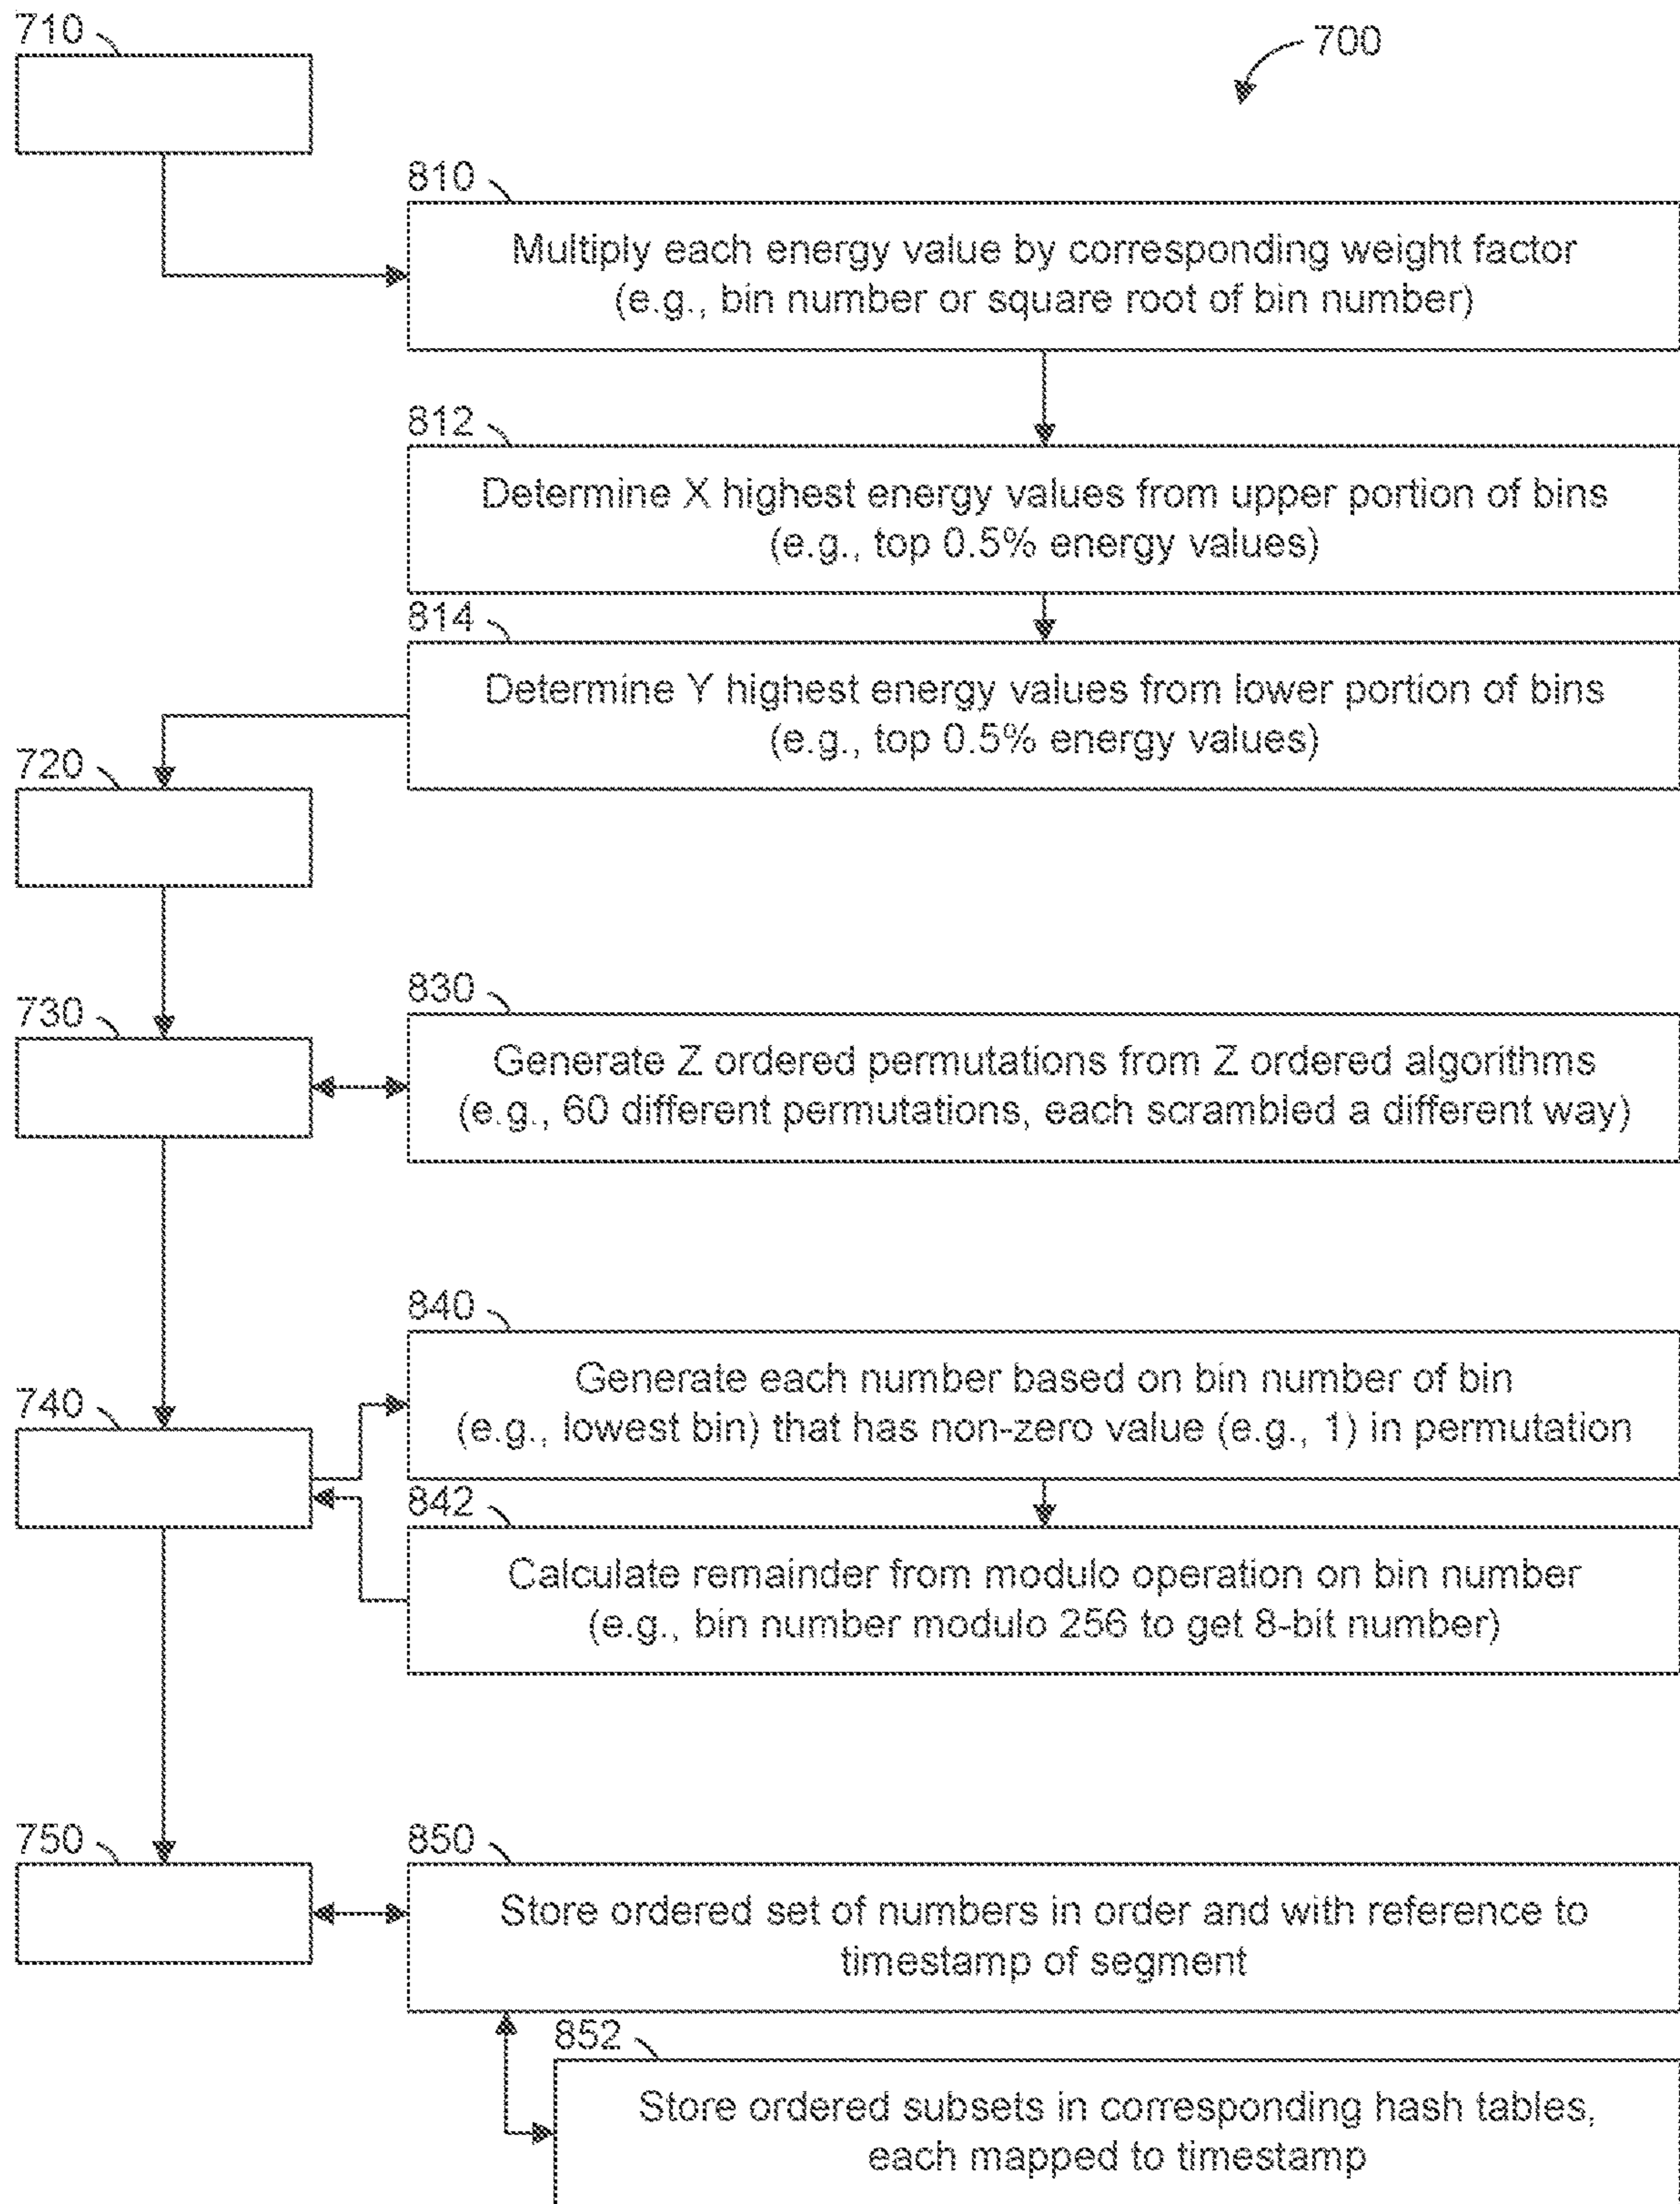 710
700
810
Multiply each energy value by corresponding weight factor
(e.g., bin number or square root of bin number)
812
Determine X highest energy values from upper portion of bins
(e.g., top 0.5% energy values)
814
Determine Y highest energy values from lower portion of bins
(e.g., top 0.5% energy values)
720
830
730
Generate Z ordered permutations from Z ordered algorithms
(e.g., 60 different permutations, each scrambled a different way)
840
Generate each number based on bin number of bin
740
(e.g., lowest bin) that has non-zero value (e.g., 1) in permutation
842
Calculate remainder from modulo operation on bin number
(e.g., bin number modulo 256 to get 8-bit number)
750
850
Store ordered set of numbers in order and with reference to
timestamp of segment
852
Store ordered subsets in corresponding hash tables,
each mapped to timestamp